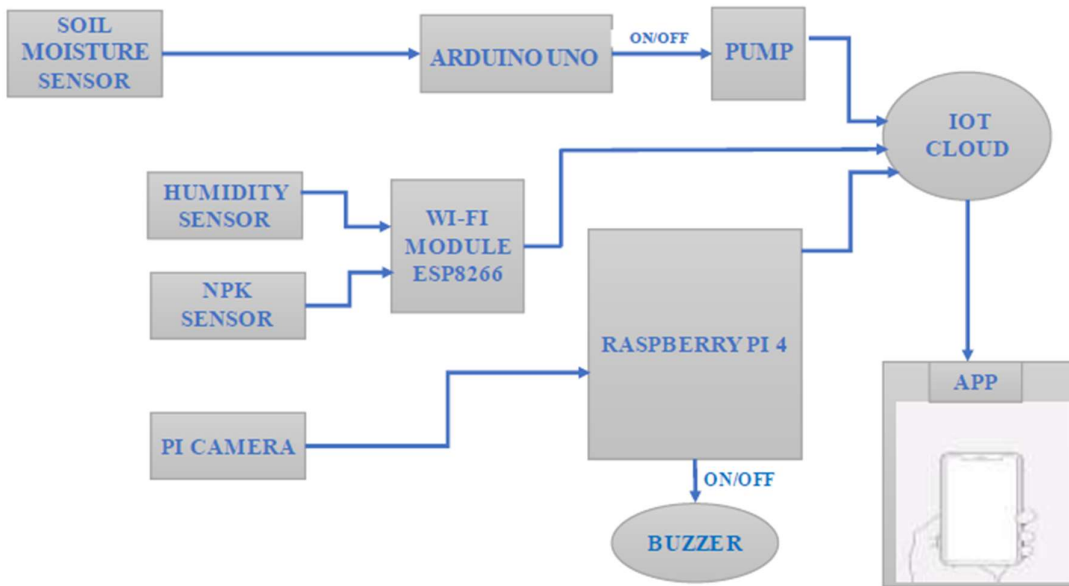 SOIL
MOISTURE
SENSOR
ARDUINO UNO
ON/OFF
PUMP
IOT
CLOUD
HUMIDITY
SENSOR
WI-FI
MODULE
ESP8266
NPK
SENSOR
RASPBERRY PI 4
PI CAMERA
APP
ON/OFF
BUZZER